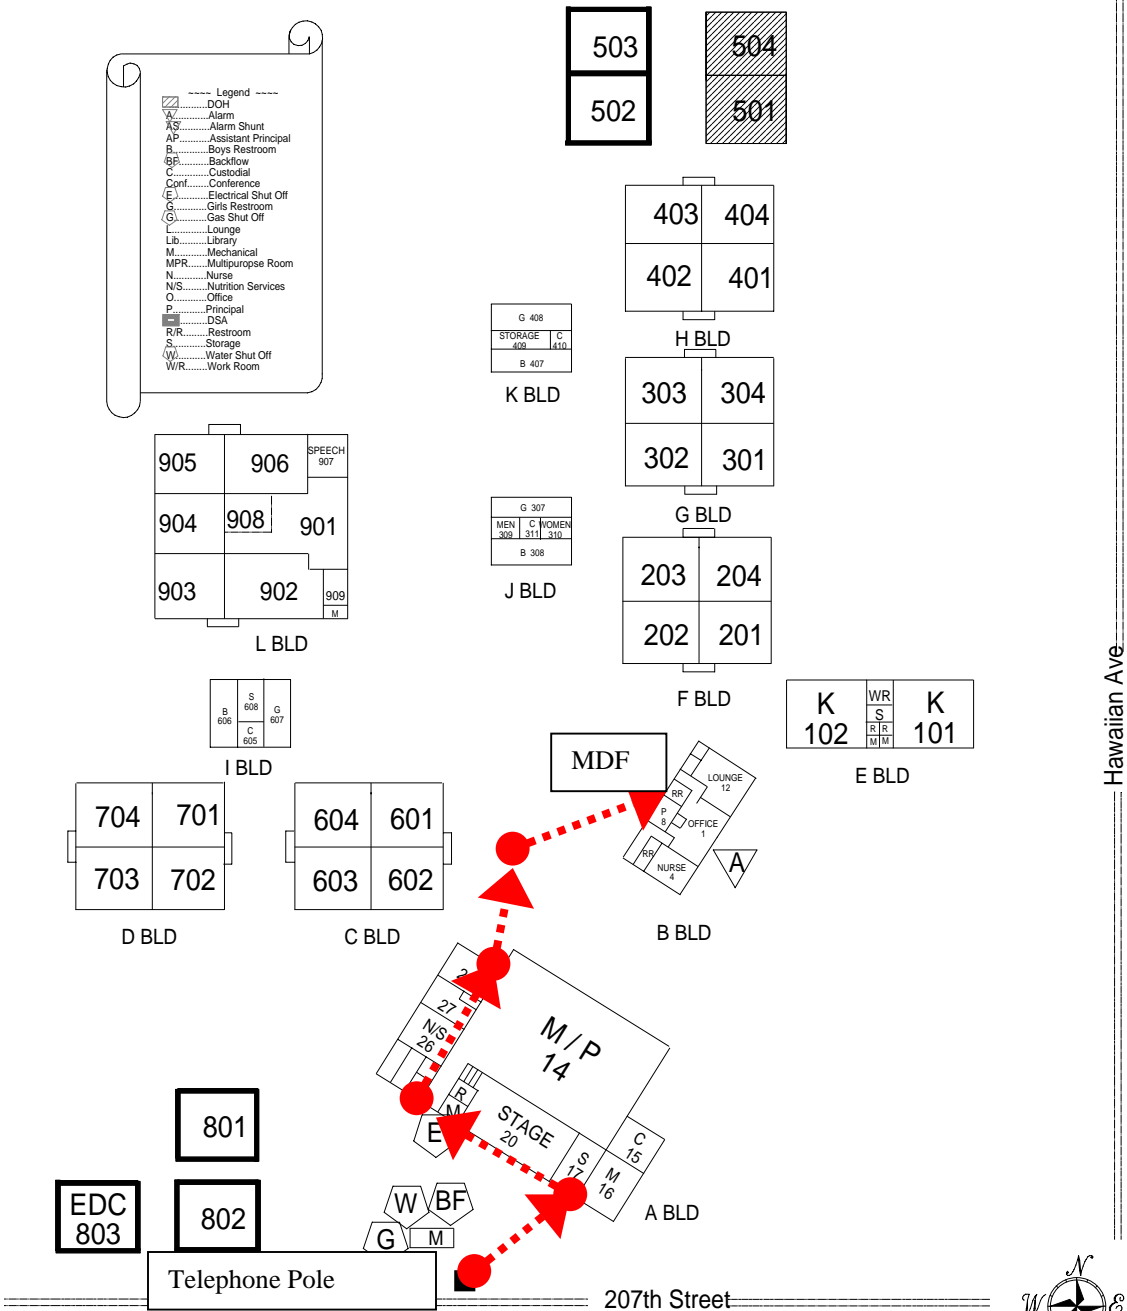 503
504
502
501
~~~~ Legend ~~~~
DOH
A...........Alarm
AS.........Alarm Shunt
AP..........Assistant Principal
B............Boys Restroom
BF.........Backflow
C...........Custodial
Conf.......Conference
E...........Electrical Shut Off
G...........Girls Restroom
G...........Gas Shut Off
L............Lounge
Lib.........Library
M...........Mechanical
MPR......Multipuropse Room
N............Nurse
N/S........Nutrition Services
O............Office
P............Principal
DSA
R/R........Restroom
S............Storage
W..........Water Shut Off
W/R.......Work Room
403
404
402
401
H BLD
G 408
STORAGE
409
C
410
B 407
K BLD
303
304
302
301
G BLD
905
906
SPEECH
907
904
908
901
903
902
909
M
L BLD
G 307
MEN
309
C
311
WOMEN
310
B 308
J BLD
203
204
202
201
F BLD
B
606
S
608
G
607
C
605
I BLD
K
102
WR
S
R R
M M
K
101
E BLD
Hawaiian Ave
MDF
LOUNGE
12
RR
P
8
OFFICE
1
RR
NURSE
4
A
B BLD
704
701
703
702
D BLD
604
601
603
602
C BLD
27
N/S
26
M / P
14
R
M
E
STAGE
20
S
17
C
15
M
16
A BLD
801
EDC
803
802
W
BF
G
M
Telephone Pole
207th Street
N
W
E